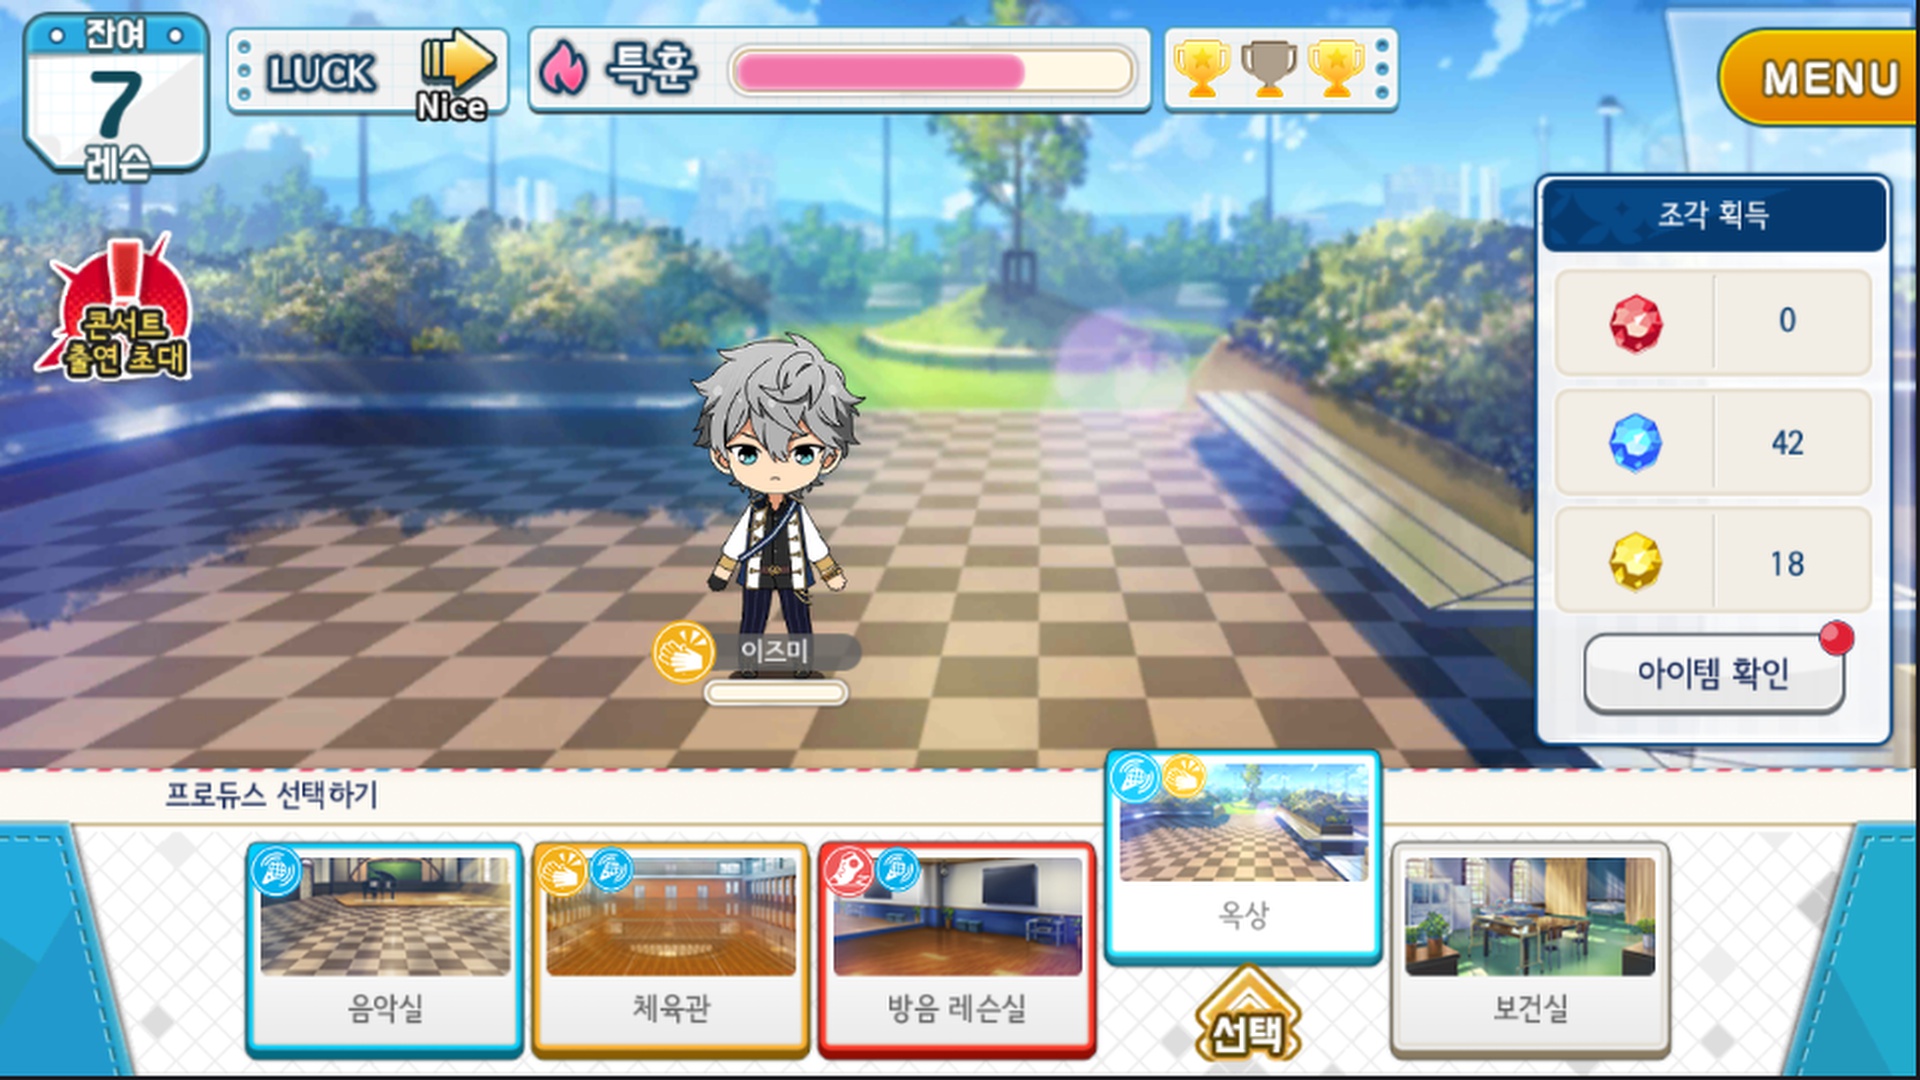 잔여
7
레슨
LUCK
Nice
특훈
MENU
콘서트
출연 초대
조각 획득
0
42
18
아이템 확인
이즈미
프로듀스 선택하기
음악실
체육관
방음 레슨실
옥상
선택
보건실